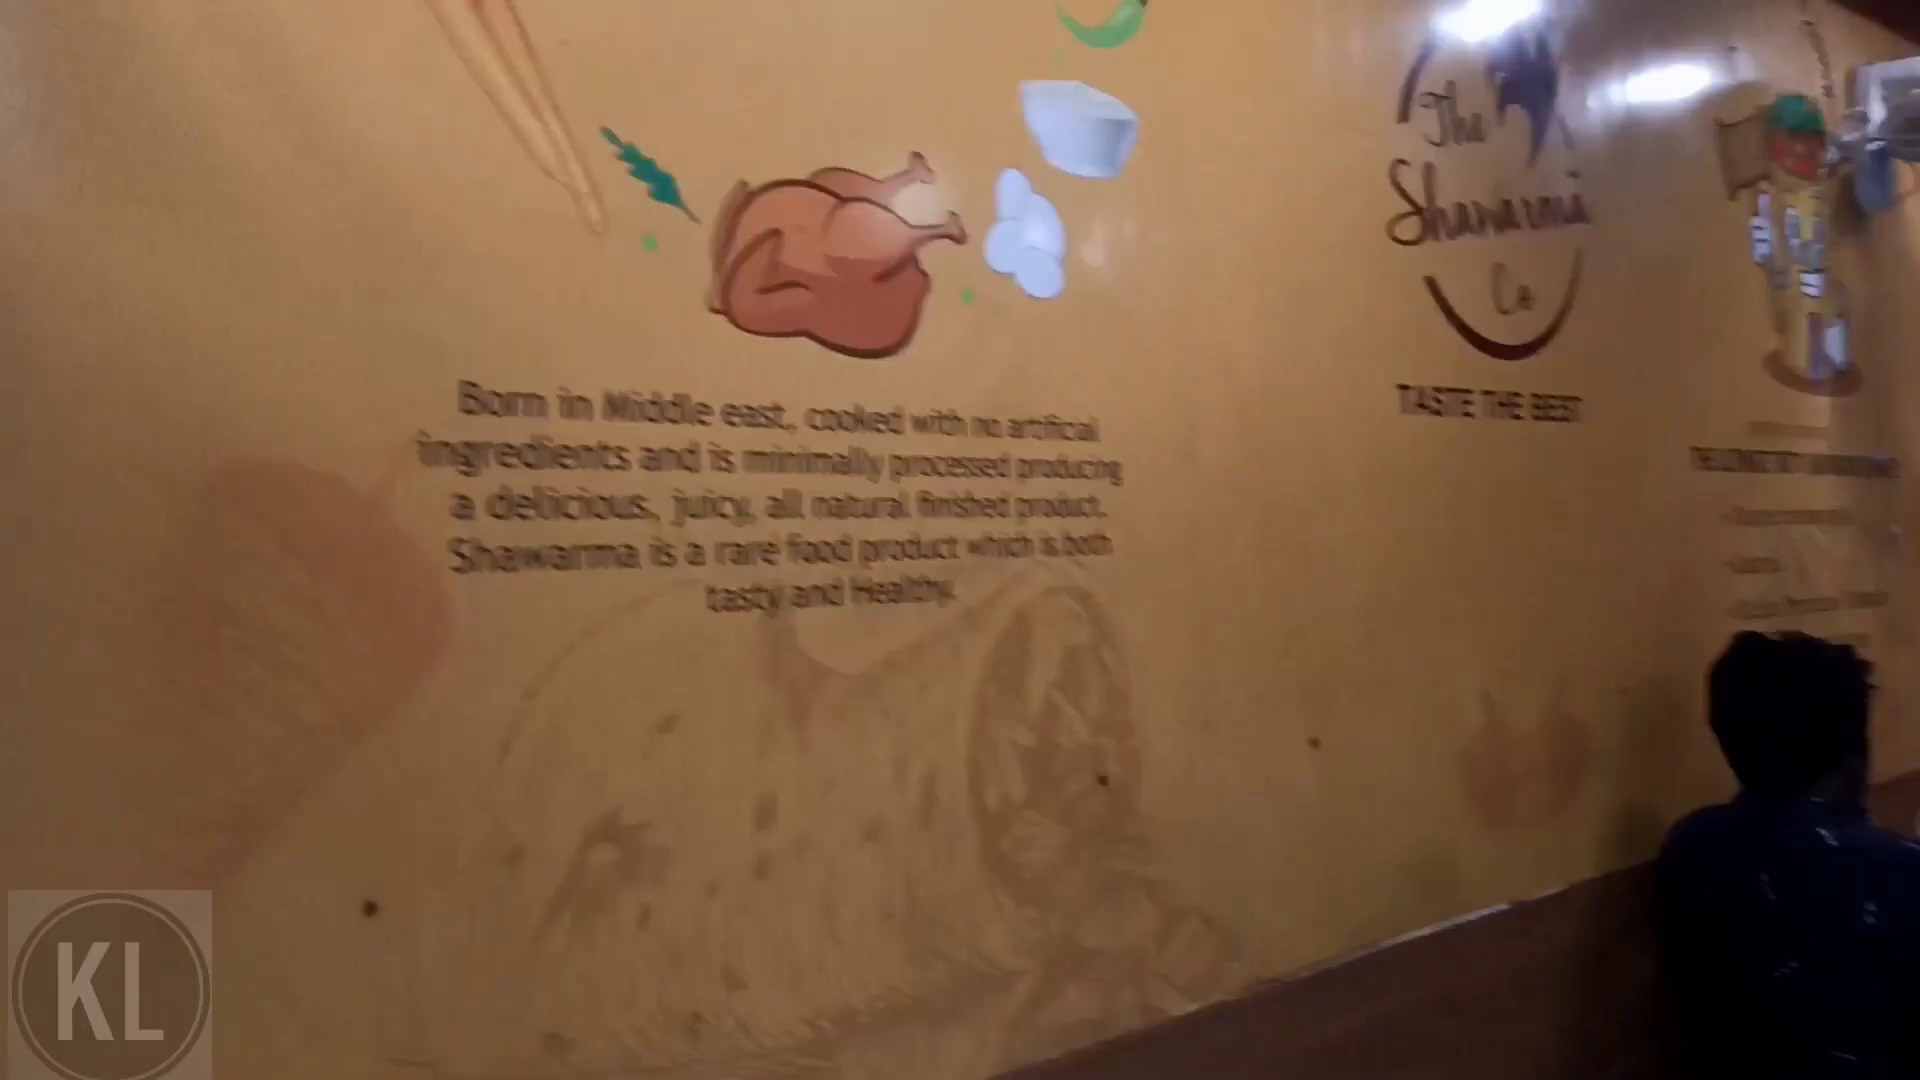 Born in Middle east, cooked with no artificial
ingredients and is minimally processed producing
a delicious, juicy, all natural finished product.
Shawarma is a rare food product which is both
tasty and Healthy.
The
Shawarma
Co
TASTE THE BEST
KL